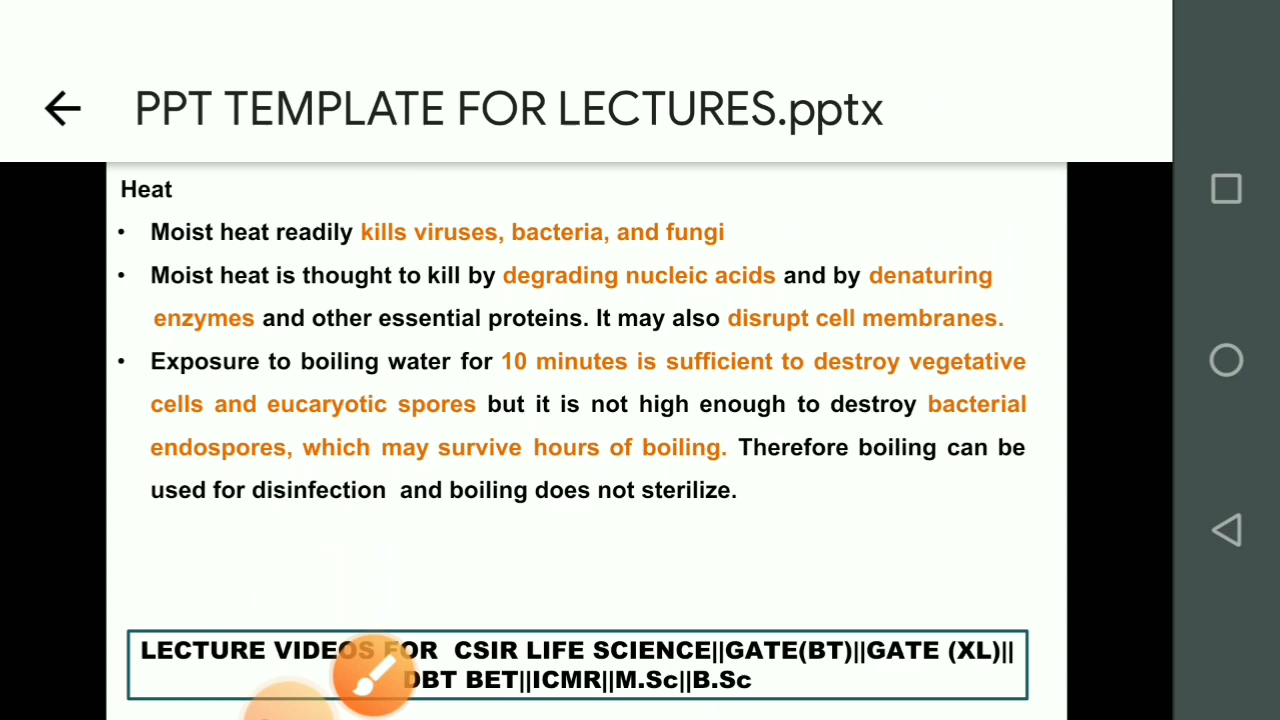 PPT TEMPLATE FOR LECTURES.pptx
Heat
• Moist heat readily kills viruses, bacteria, and fungi
• Moist heat is thought to kill by degrading nucleic acids and by denaturing
enzymes and other essential proteins. It may also disrupt cell membranes.
• Exposure to boiling water for 10 minutes is sufficient to destroy vegetative
cells and eucaryotic spores but it is not high enough to destroy bacterial
endospores, which may survive hours of boiling. Therefore boiling can be
used for disinfection and boiling does not sterilize.
LECTURE VIDEOS FOR CSIR LIFE SCIENCE||GATE(BT)||GATE (XL)||
DBT BET||ICMR||M.Sc||B.Sc